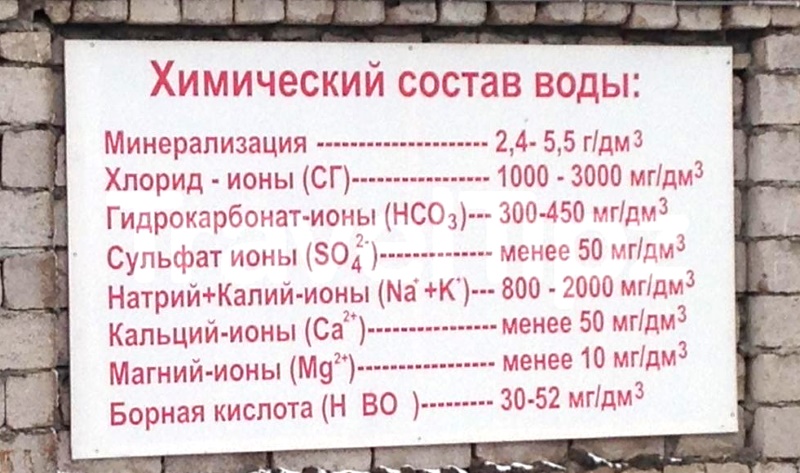 Химический состав воды:
Минерализация --------------------- 2,4- 5,5 г/дм³
Хлорид - ионы (СГ)----------------- 1000 - 3000 мг/дм³
Гидрокарбонат-ионы (HCO₃)--- 300-450 мг/дм³
Сульфат ионы (SO₄²⁻)-------------- менее 50 мг/дм³
Натрий+Калий-ионы (Na⁺+K⁺)--- 800 - 2000 мг/дм³
Кальций-ионы (Ca²⁺)---------------- менее 50 мг/дм³
Магний-ионы (Mg²⁺)----------------- менее 10 мг/дм³
Борная кислота (H BO )--------- 30-52 мг/дм³